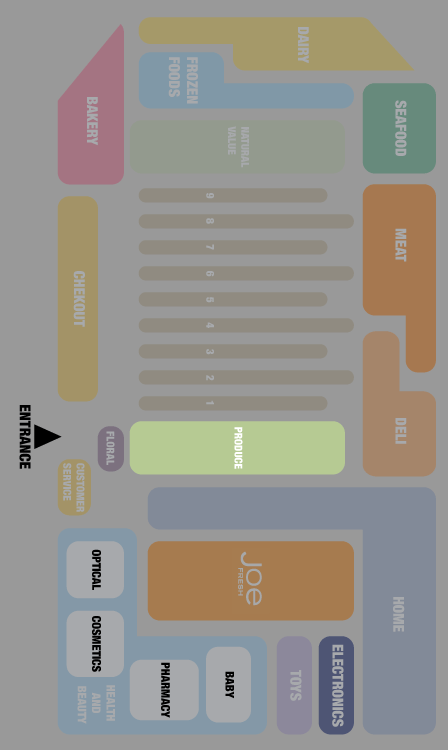 DAIRY
FROZEN
FOODS
BAKERY
SEAFOOD
NATURAL
VALUE
9
8
7
6
5
4
3
2
1
MEAT
CHEKOUT
DELI
ENTRANCE
FLORAL
PRODUCE
CUSTOMER
SERVICE
OPTICAL
Joe
FRESH
HOME
COSMETICS
HEALTH
AND
BEAUTY
PHARMACY
BABY
TOYS
ELECTRONICS